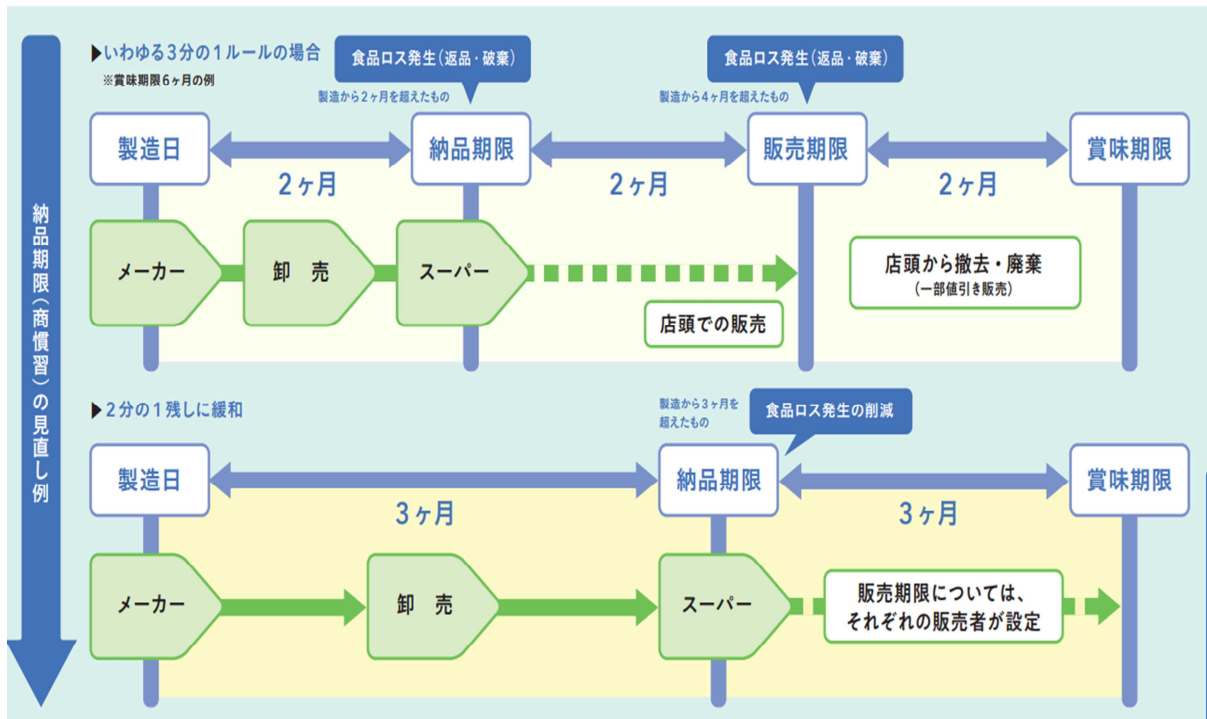 納品期限(商慣習)の見直し例
▶いわゆる3分の1ルールの場合
※賞味期限6ヶ月の例
食品ロス発生(返品・破棄)
製造から2ヶ月を超えたもの
食品ロス発生(返品・破棄)
製造から4ヶ月を超えたもの
製造日
納品期限
販売期限
賞味期限
2ヶ月
2ヶ月
2ヶ月
メーカー
卸 売
スーパー
店頭での販売
店頭から撤去・廃棄
(一部値引き販売)
▶2分の1残しに緩和
製造から3ヶ月を
超えたもの
食品ロス発生の削減
製造日
納品期限
賞味期限
3ヶ月
3ヶ月
メーカー
卸 売
スーパー
販売期限については、
それぞれの販売者が設定